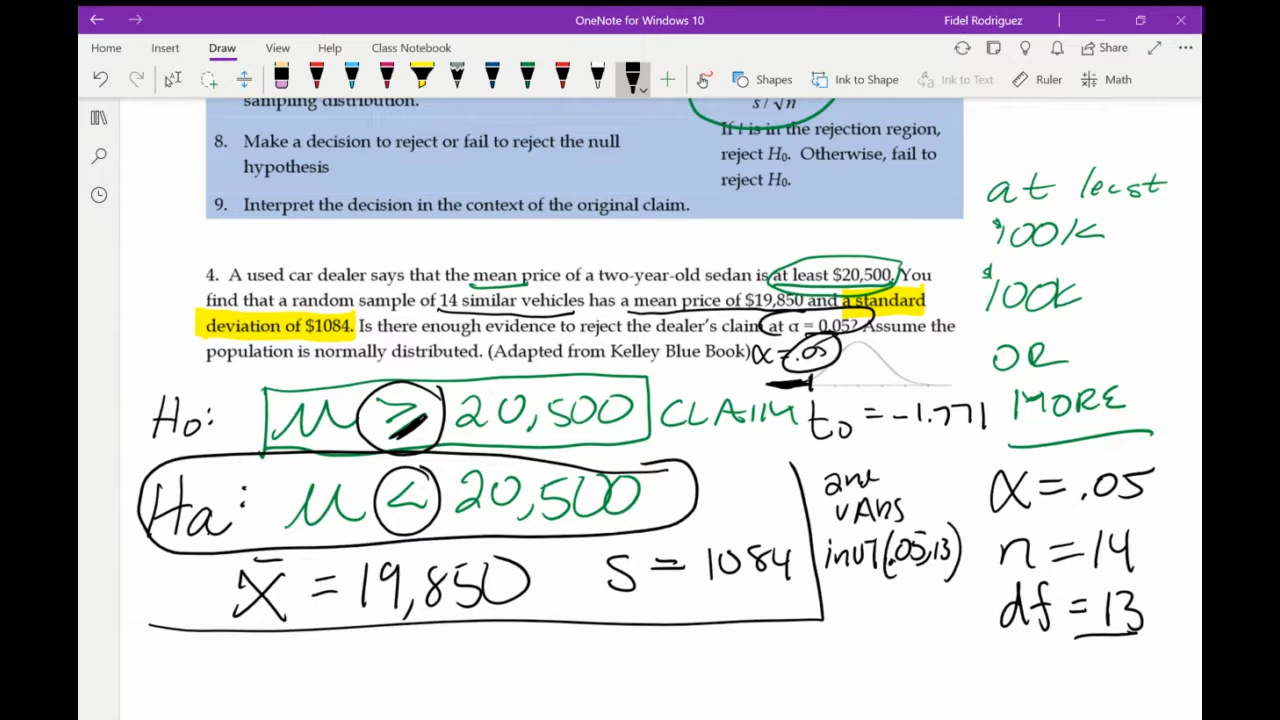 OneNote for Windows 10
Fidel Rodriguez
Home Insert Draw View Help Class Notebook
Share
Shapes Ink to Shape Ink to Text Ruler Math
sampling distribution.
s / √n
8. Make a decision to reject or fail to reject the null
hypothesis
If t is in the rejection region,
reject H₀. Otherwise, fail to
reject H₀.
9. Interpret the decision in the context of the original claim.
at least
$100K
$100K
OR
MORE
4. A used car dealer says that the mean price of a two-year-old sedan is at least $20,500. You
find that a random sample of 14 similar vehicles has a mean price of $19,850 and a standard
deviation of $1084. Is there enough evidence to reject the dealer's claim at α = 0.05? Assume the
population is normally distributed. (Adapted from Kelley Blue Book)
α = .05
Ho: μ ≥ 20,500 CLAIM
t₀ = -1.771
Ha: μ < 20,500
x̄ = 19,850 s = 1084
2nd
VARS
invT(.05,13)
α = .05
n = 14
df = 13